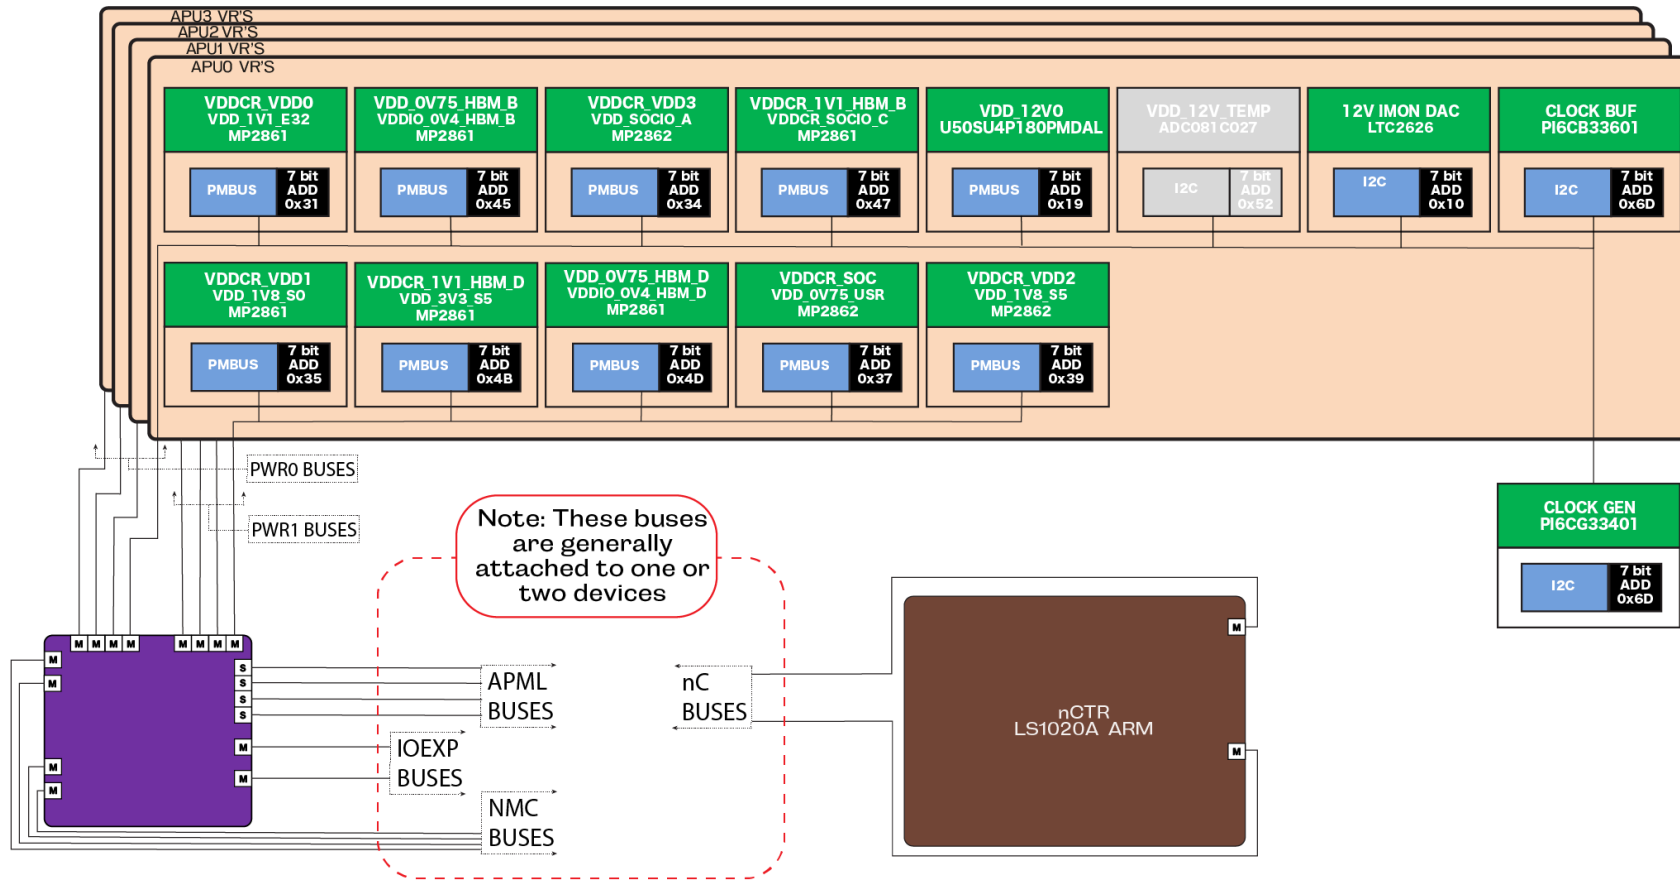 APU3 VR'S
APU2 VR'S
APU1 VR'S
APU0 VR'S
VDDCR_VDD0
VDD_1V1_E32
MP2861
PMBUS
7 bit
ADD
0x31
VDD_0V75_HBM_B
VDDIO_0V4_HBM_B
MP2861
PMBUS
7 bit
ADD
0x45
VDDCR_VDD3
VDD_SOCIO_A
MP2862
PMBUS
7 bit
ADD
0x34
VDDCR_1V1_HBM_B
VDDCR_SOCIO_C
MP2861
PMBUS
7 bit
ADD
0x47
VDD_12V0
U50SU4P180PMDAL
PMBUS
7 bit
ADD
0x19
VDD_12V_TEMP
ADC081C027
I2C
7 bit
ADD
0x52
12V IMON DAC
LTC2626
I2C
7 bit
ADD
0x10
CLOCK BUF
PI6CB33601
I2C
7 bit
ADD
0x6D
VDDCR_VDD1
VDD_1V8_S0
MP2861
PMBUS
7 bit
ADD
0x35
VDDCR_1V1_HBM_D
VDD_3V3_S5
MP2861
PMBUS
7 bit
ADD
0x4B
VDD_0V75_HBM_D
VDDIO_0V4_HBM_D
MP2861
PMBUS
7 bit
ADD
0x4D
VDDCR_SOC
VDD_0V75_USR
MP2862
PMBUS
7 bit
ADD
0x37
VDDCR_VDD2
VDD_1V8_S5
MP2862
PMBUS
7 bit
ADD
0x39
PWR0 BUSES
PWR1 BUSES
CLOCK GEN
PI6CG33401
I2C
7 bit
ADD
0x6D
Note: These buses
are generally
attached to one or
two devices
M M M M M M M M
M
M
M
M
S
S
S
S
M
M
APML
BUSES
IOEXP
BUSES
NMC
BUSES
nC
BUSES
nCTR
LS1020A ARM
M
M